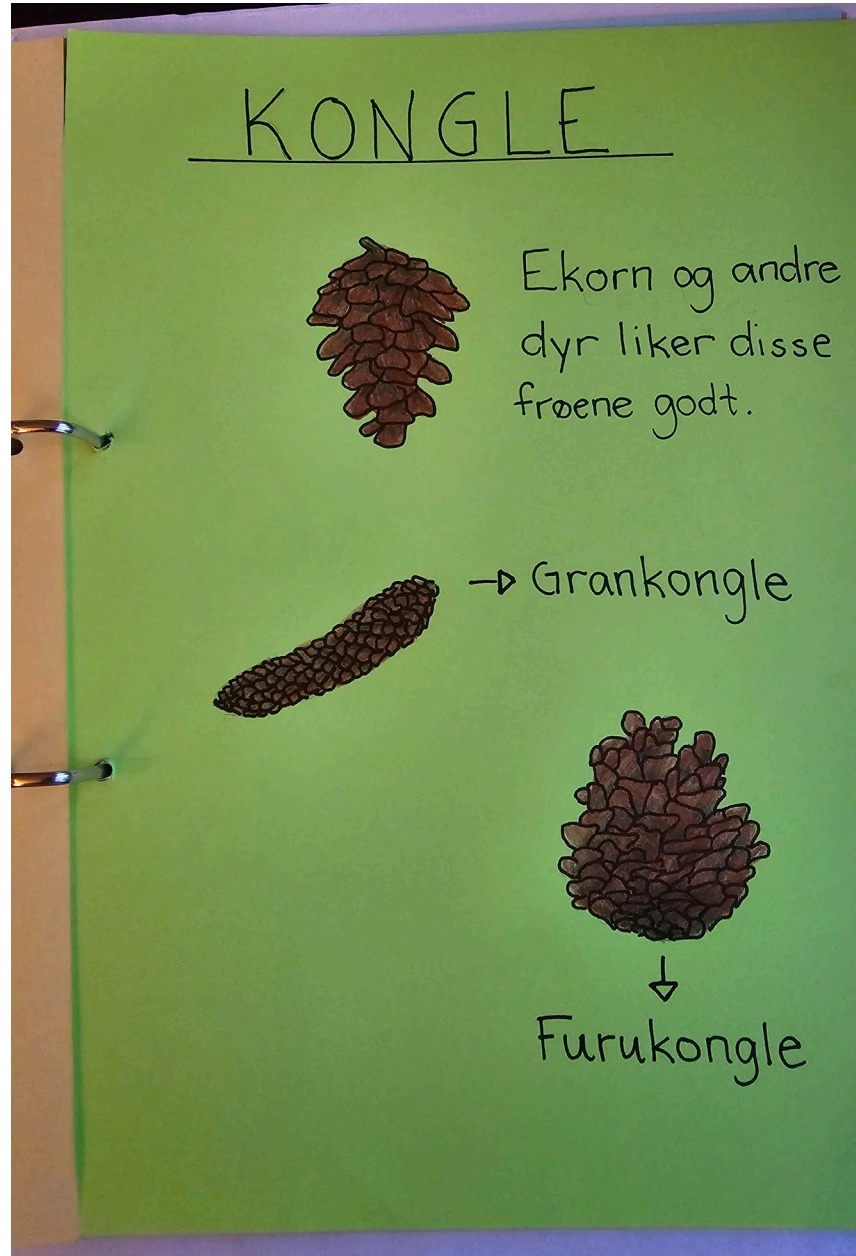 KONGLE
Ekorn og andre
dyr liker disse
frøene godt.
Grankongle
Furukongle